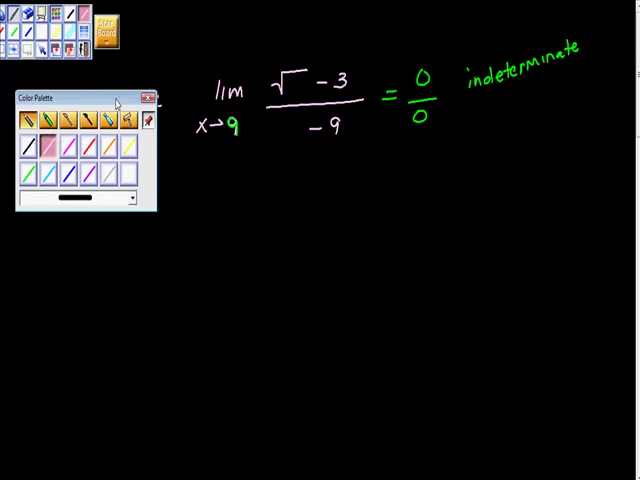 Star
Board
Color Palette
lim √ - 3 = 0 indeterminate
x→9 - 9 0